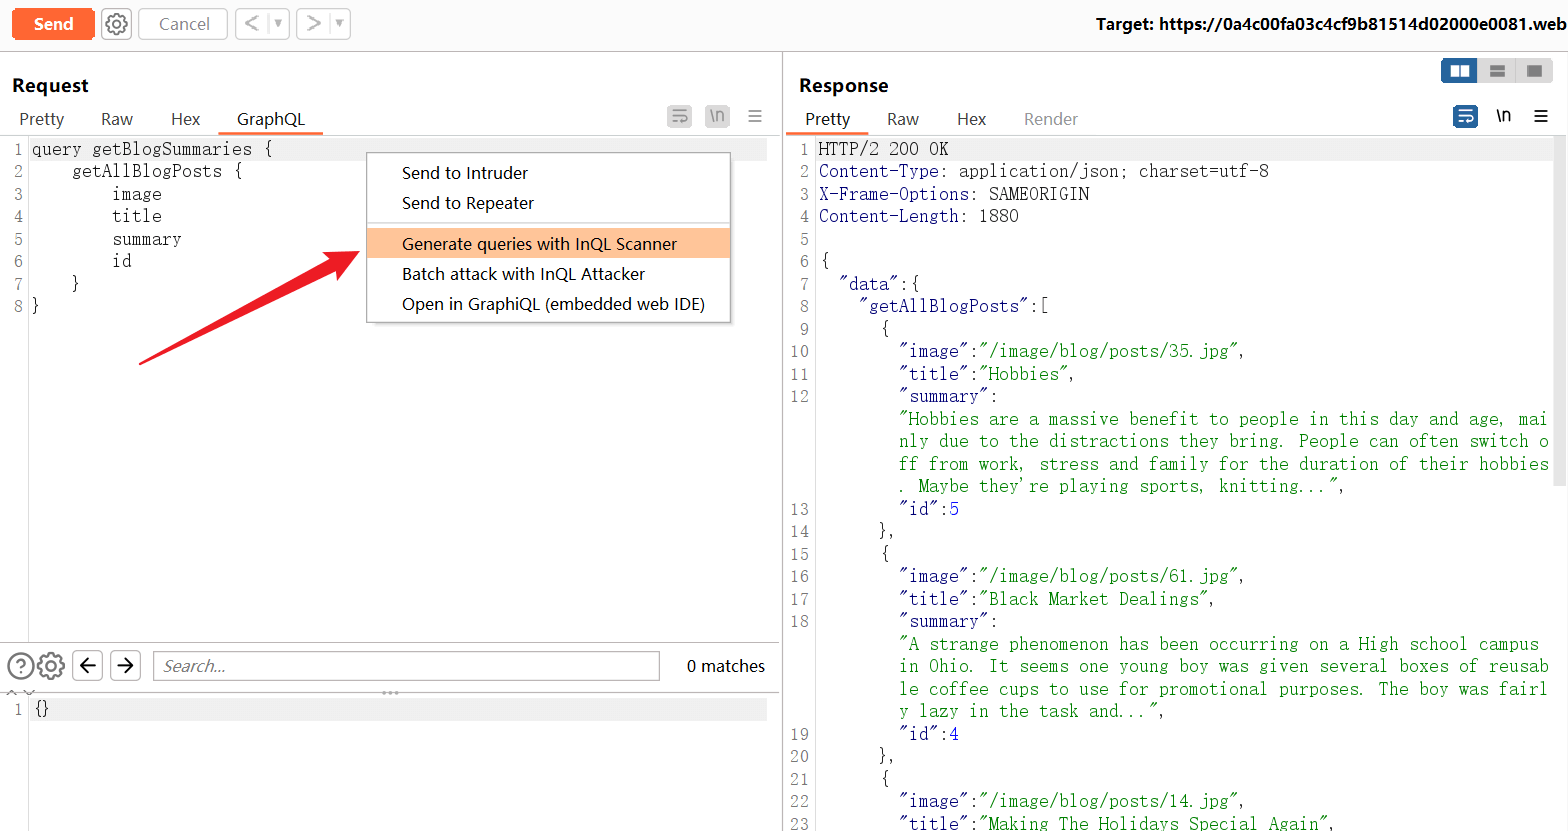 Send
Cancel
Target: https://0a4c00fa03c4cf9b81514d02000e0081.web
Request
Pretty Raw Hex GraphQL
\n
1 query getBlogSummaries {
2 getAllBlogPosts {
3 image
4 title
5 summary
6 id
7 }
8 }
Send to Intruder
Send to Repeater
Generate queries with InQL Scanner
Batch attack with InQL Attacker
Open in GraphiQL (embedded web IDE)
Search...
0 matches
1 {}
Response
Pretty Raw Hex Render
\n
1 HTTP/2 200 OK
2 Content-Type: application/json; charset=utf-8
3 X-Frame-Options: SAMEORIGIN
4 Content-Length: 1880
5
6 {
7 "data":{
8 "getAllBlogPosts":[
9 {
10 "image":"/image/blog/posts/35.jpg",
11 "title":"Hobbies",
12 "summary":
"Hobbies are a massive benefit to people in this day and age, mai
nly due to the distractions they bring. People can often switch o
ff from work, stress and family for the duration of their hobbies
. Maybe they're playing sports, knitting...",
13 "id":5
14 },
15 {
16 "image":"/image/blog/posts/61.jpg",
17 "title":"Black Market Dealings",
18 "summary":
"A strange phenomenon has been occurring on a High school campus
in Ohio. It seems one young boy was given several boxes of reusab
le coffee cups to use for promotional purposes. The boy was fairl
y lazy in the task and...",
19 "id":4
20 },
21 {
22 "image":"/image/blog/posts/14.jpg",
23 "title":"Making The Holidays Special Again",